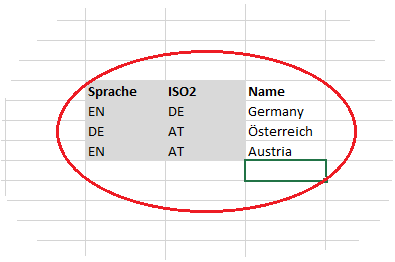 Sprache ISO2 Name
EN DE Germany
DE AT Österreich
EN AT Austria